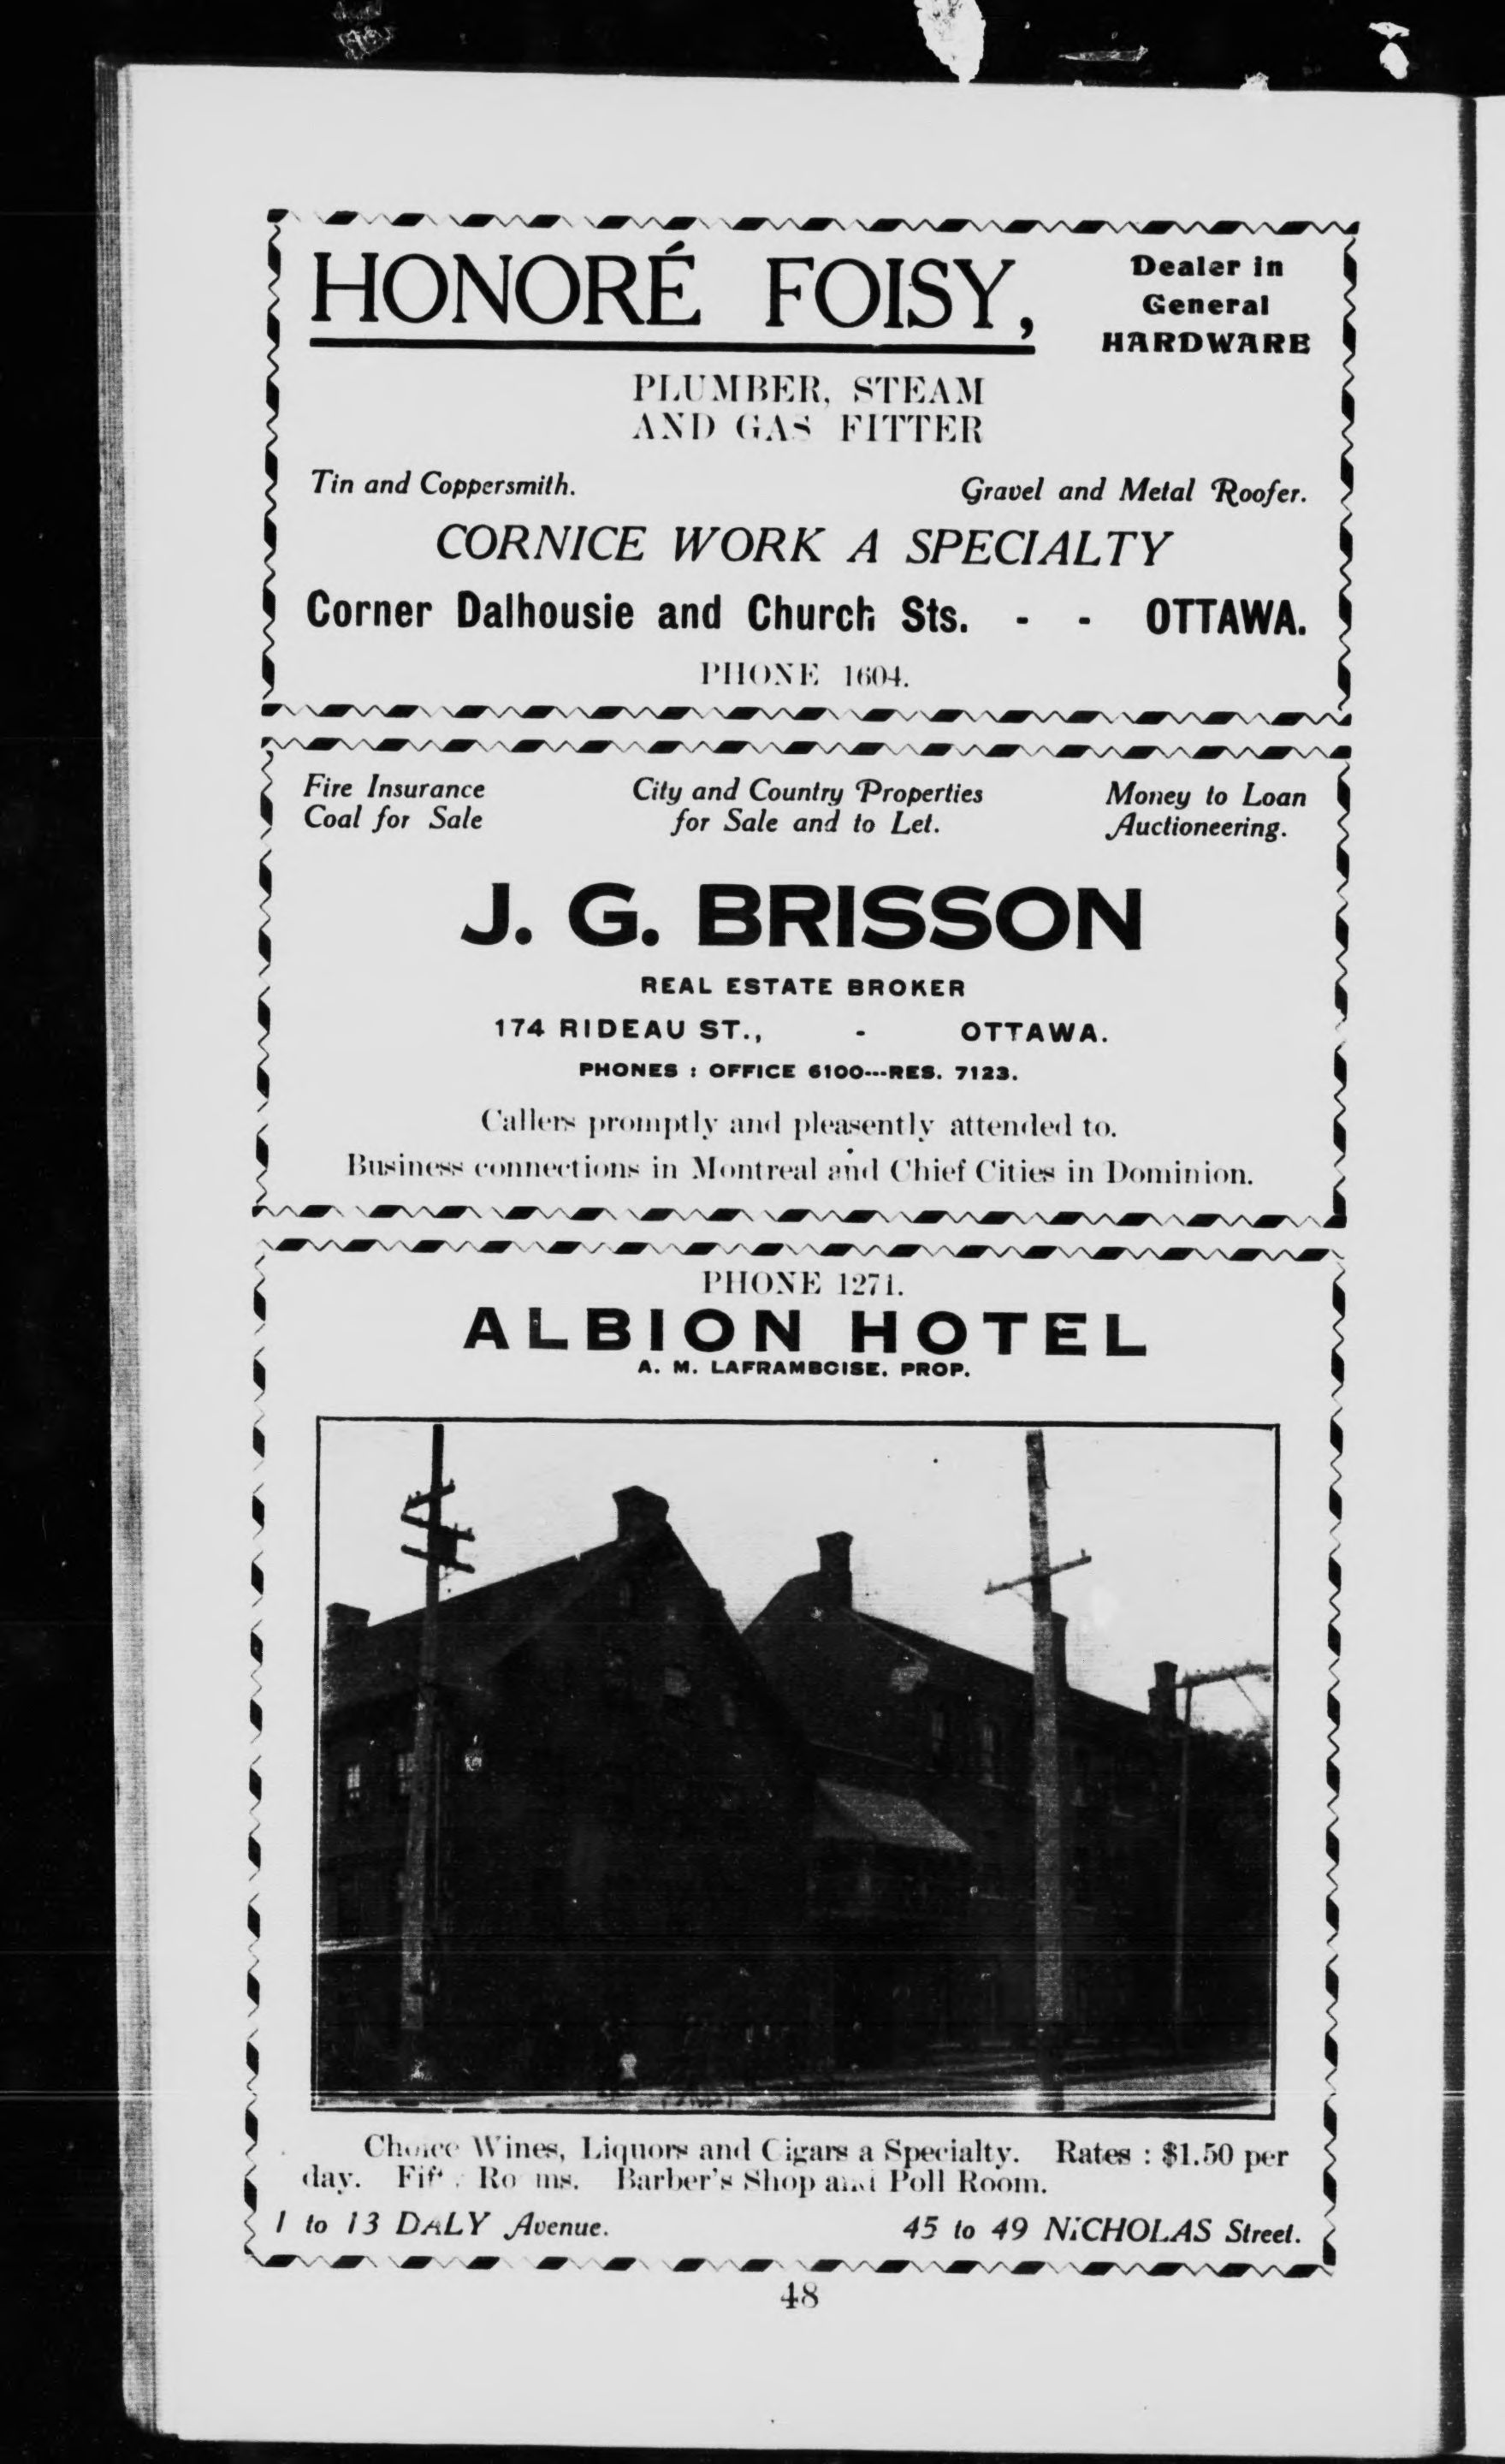 HONORÉ FOISY,
Dealer in
General
HARDWARE
PLUMBER, STEAM
AND GAS FITTER
Tin and Coppersmith.
Gravel and Metal Roofer.
CORNICE WORK A SPECIALTY
Corner Dalhousie and Church Sts. - - OTTAWA.
PHONE 1604.
Fire Insurance
Coal for Sale
City and Country Properties
for Sale and to Let.
Money to Loan
Auctioneering.
J. G. BRISSON
REAL ESTATE BROKER
174 RIDEAU ST., - OTTAWA.
PHONES : OFFICE 6100---RES. 7123.
Callers promptly and pleasently attended to.
Business connections in Montreal and Chief Cities in Dominion.
PHONE 1271.
ALBION HOTEL
A. M. LAFRAMBOISE. PROP.
Choice Wines, Liquors and Cigars a Specialty. Rates : $1.50 per
day. Rooms. Barber's Shop and Poll Room.
1 to 13 DALY Avenue.
45 to 49 NICHOLAS Street.
48